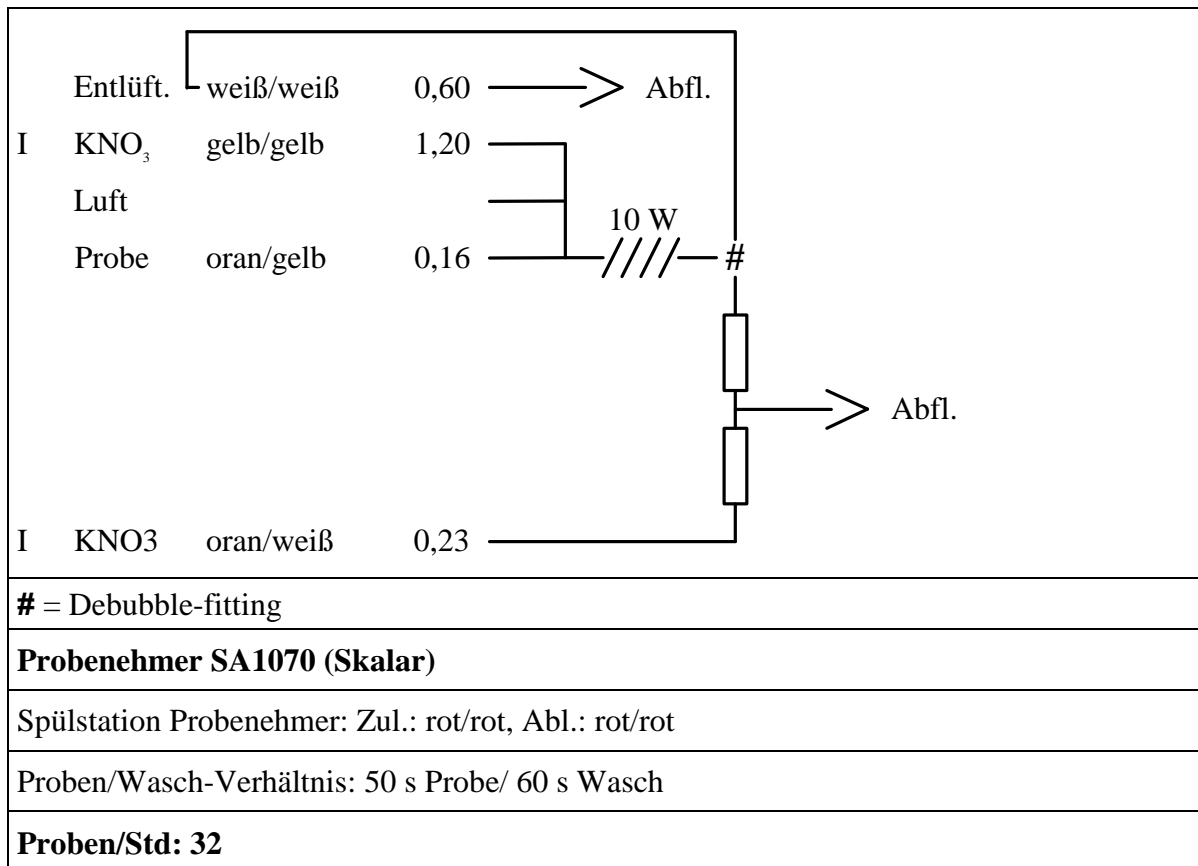 Entlüft. weiß/weiß 0,60 Abfl.
I KNO₃ gelb/gelb 1,20
Luft
10 W
Probe oran/gelb 0,16 #
Abfl.
I KNO3 oran/weiß 0,23
# = Debubble-fitting
Probenehmer SA1070 (Skalar)
Spülstation Probenehmer: Zul.: rot/rot, Abl.: rot/rot
Proben/Wasch-Verhältnis: 50 s Probe/ 60 s Wasch
Proben/Std: 32